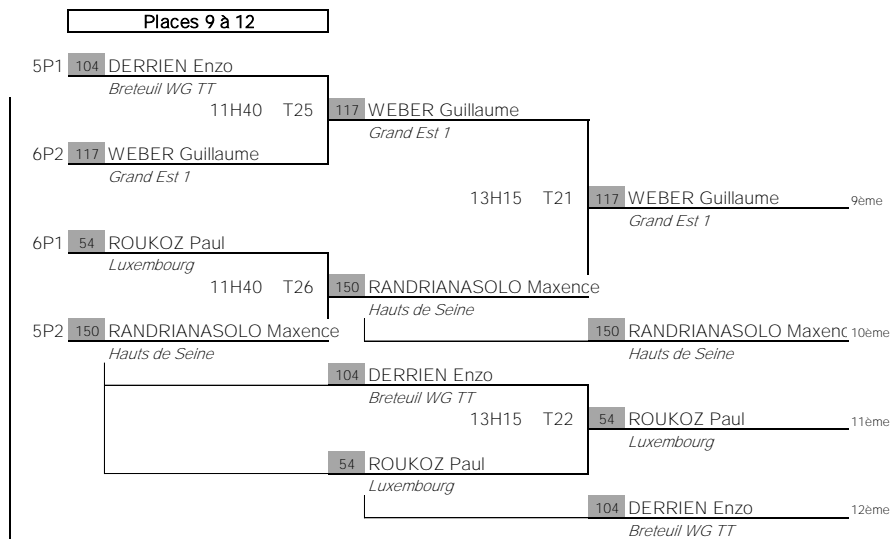 Places 9 à 12
5P1 104 DERRIEN Enzo
Breteuil WG TT
11H40 T25 117 WEBER Guillaume
Grand Est 1
6P2 117 WEBER Guillaume
Grand Est 1
13H15 T21 117 WEBER Guillaume 9ème
Grand Est 1
6P1 54 ROUKOZ Paul
Luxembourg
11H40 T26 150 RANDRIANASOLO Maxence
Hauts de Seine
5P2 150 RANDRIANASOLO Maxence 150 RANDRIANASOLO Maxenc 10ème
Hauts de Seine Hauts de Seine
104 DERRIEN Enzo
Breteuil WG TT
13H15 T22 54 ROUKOZ Paul 11ème
Luxembourg
54 ROUKOZ Paul
Luxembourg
104 DERRIEN Enzo 12ème
Breteuil WG TT